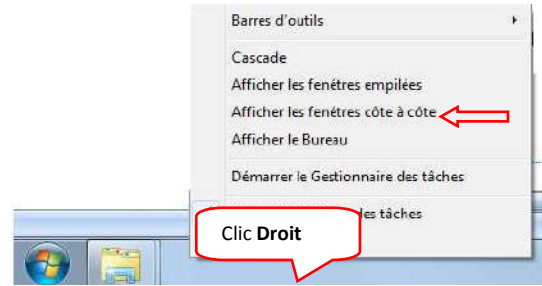 Barres d'outils
Cascade
Afficher les fenêtres empilées
Afficher les fenêtres côte à côte
Afficher le Bureau
Démarrer le Gestionnaire des tâches
des tâches
Clic Droit